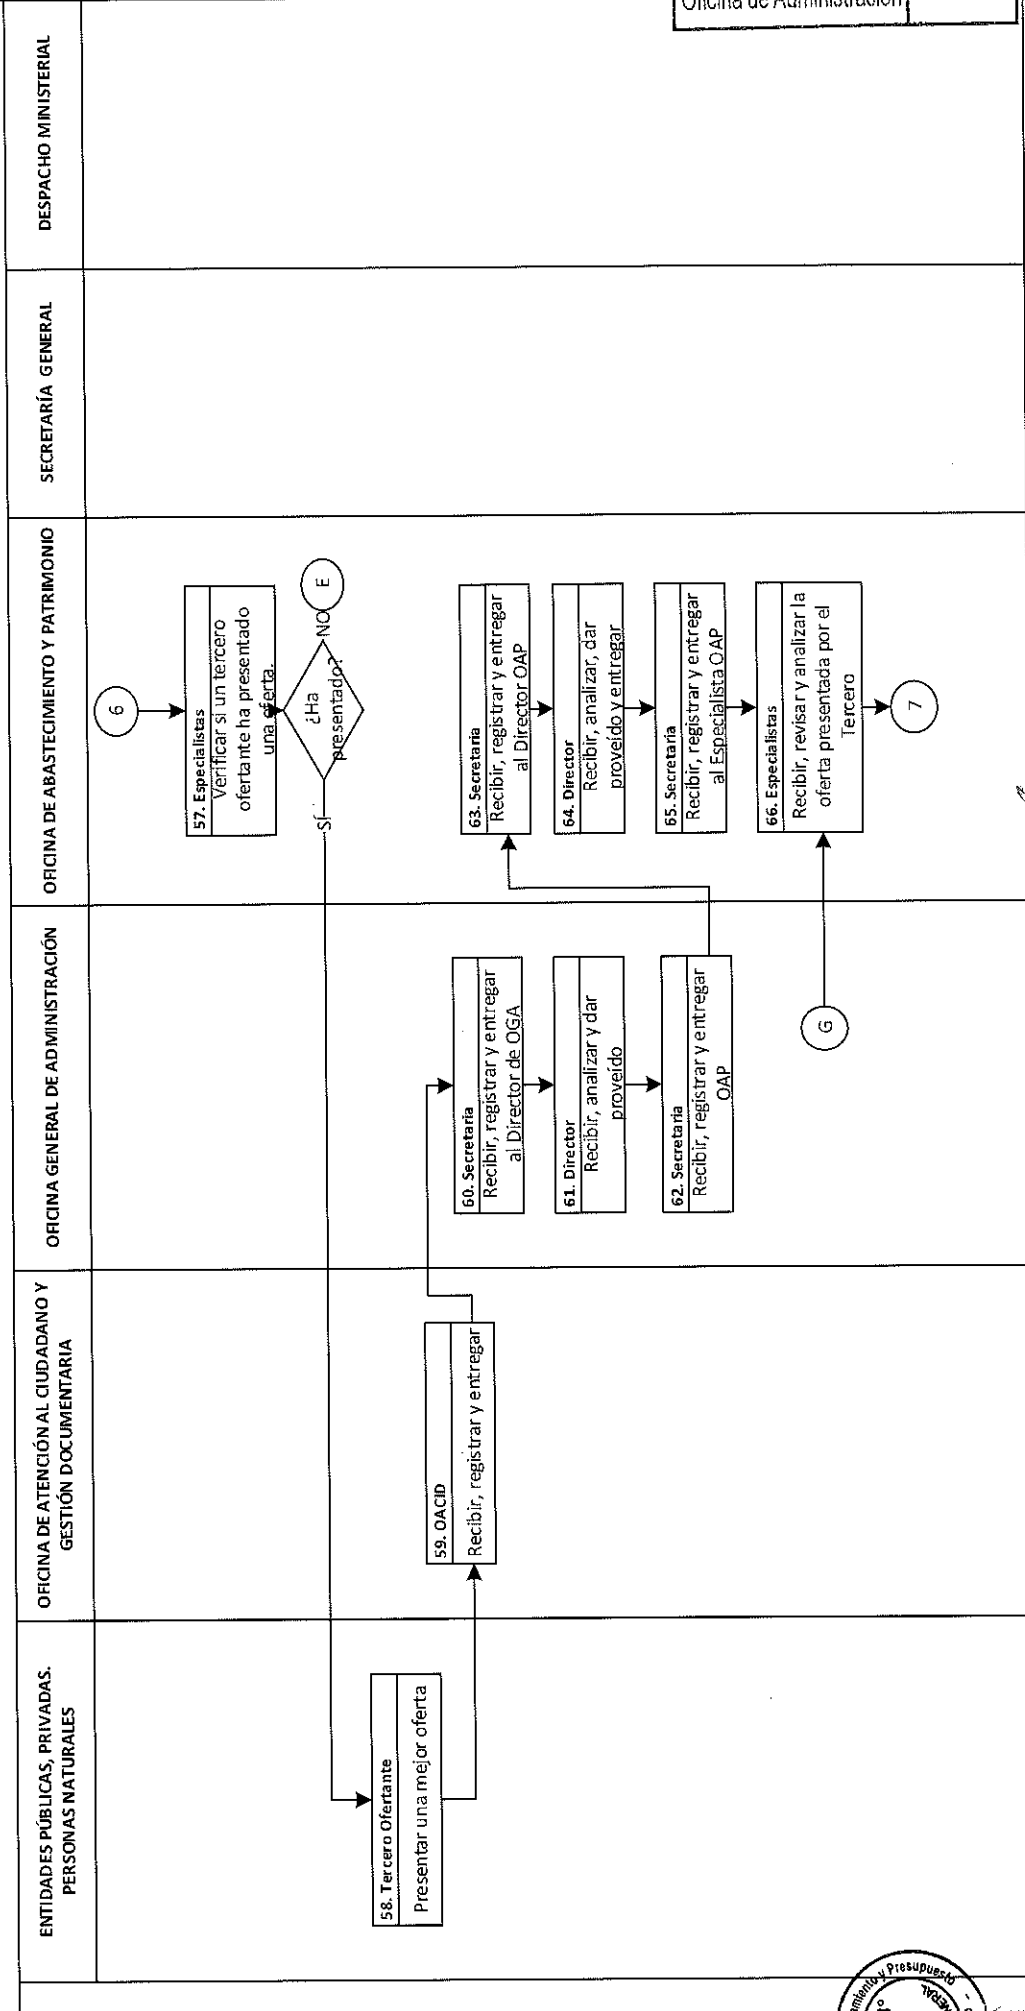 Oficina de Administración
ENTIDADES PÚBLICAS, PRIVADAS.
PERSONAS NATURALES
OFICINA DE ATENCIÓN AL CIUDADANO Y
GESTIÓN DOCUMENTARIA
OFICINA GENERAL DE ADMINISTRACIÓN
OFICINA DE ABASTECIMIENTO Y PATRIMONIO
SECRETARÍA GENERAL
DESPACHO MINISTERIAL
6
57. Especialistas
Verificar si un tercero
ofertante ha presentado
una oferta.
¿Ha
presentado?
SÍ
NO
E
58. Tercero Ofertante
Presentar una mejor oferta
59. OACID
Recibir, registrar y entregar
60. Secretaria
Recibir, registrar y entregar
al Director de OGA
61. Director
Recibir, analizar y dar
proveído
62. Secretaria
Recibir, registrar y entregar
OAP
63. Secretaria
Recibir, registrar y entregar
al Director OAP
64. Director
Recibir, analizar, dar
proveído y entregar
65. Secretaria
Recibir, registrar y entregar
al Especialista OAP
66. Especialistas
Recibir, revisar y analizar la
oferta presentada por el
Tercero
G
7
y Presupuesto